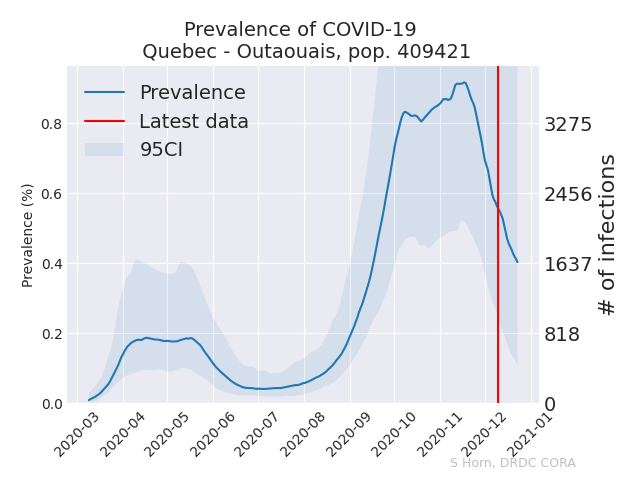 Prevalence of COVID-19
Quebec - Outaouais, pop. 409421
Prevalence
Latest data
95CI
Prevalence (%)
0.8
0.6
0.4
0.2
0.0
3275
2456
1637
818
0
# of infections
2020-03
2020-04
2020-05
2020-06
2020-07
2020-08
2020-09
2020-10
2020-11
2020-12
2021-01
S Horn, DRDC CORA